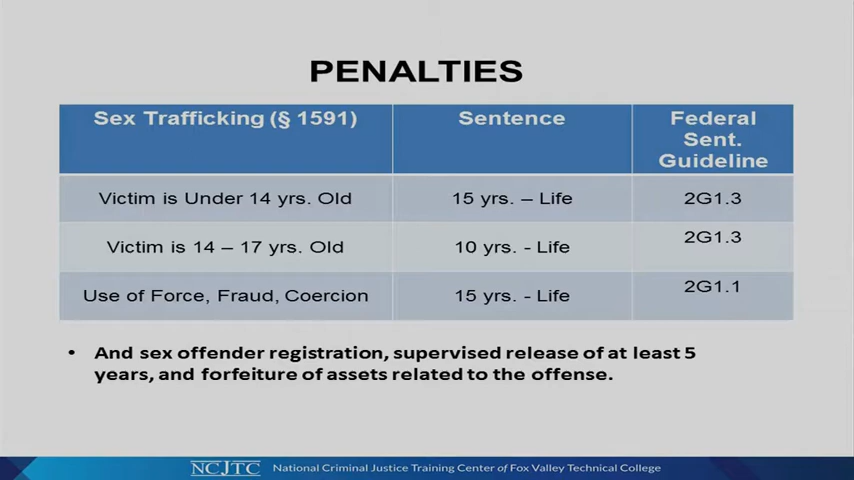 PENALTIES
Sex Trafficking (§ 1591)
Sentence
Federal
Sent.
Guideline
Victim is Under 14 yrs. Old
15 yrs. – Life
2G1.3
Victim is 14 – 17 yrs. Old
10 yrs. - Life
2G1.3
Use of Force, Fraud, Coercion
15 yrs. - Life
2G1.1
• And sex offender registration, supervised release of at least 5
years, and forfeiture of assets related to the offense.
NCJTC National Criminal Justice Training Center of Fox Valley Technical College